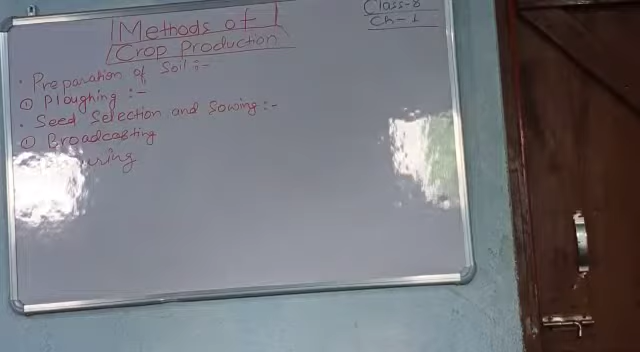 Methods of
Crop Production
Class-8
Ch-1
• Preparation of Soil :-
① Ploughing :-
• Seed Selection and Sowing :-
① Broadcasting